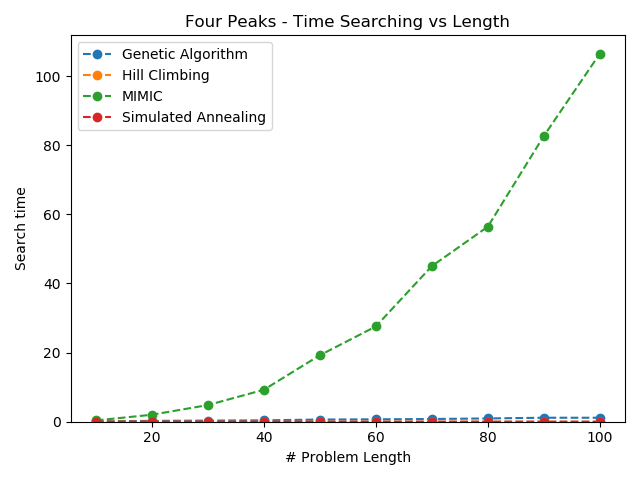 Four Peaks - Time Searching vs Length
Genetic Algorithm
Hill Climbing
MIMIC
Simulated Annealing
Search time
100
80
60
40
20
0
20 40 60 80 100
# Problem Length